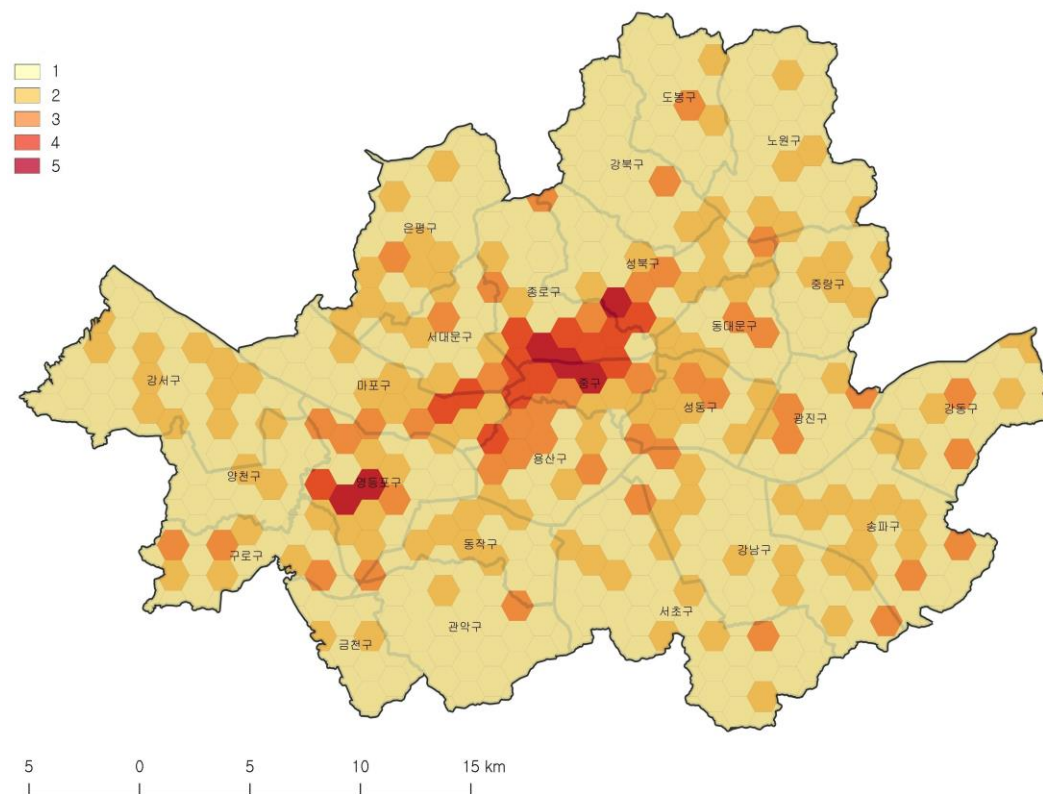 1
2
3
4
5
도봉구
노원구
강북구
은평구
성북구
종로구
중랑구
동대문구
서대문구
강서구
마포구
중구
성동구
광진구
강동구
용산구
양천구
영등포구
송파구
동작구
강남구
구로구
서초구
관악구
금천구
5 0 5 10 15 km